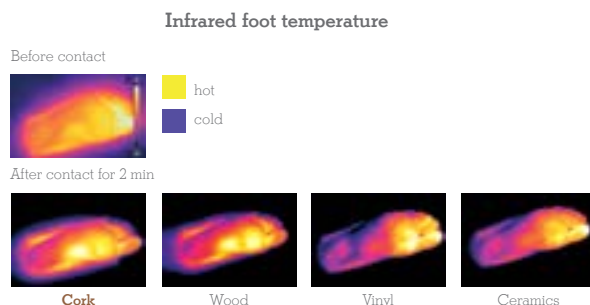 Infrared foot temperature
Before contact
hot
cold
After contact for 2 min
Cork
Wood
Vinyl
Ceramics